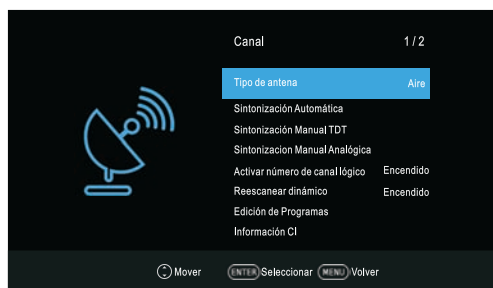 Canal 1 / 2
Tipo de antena Aire
Sintonización Automática
Sintonización Manual TDT
Sintonizacion Manual Analógica
Activar número de canal lógico Encendido
Reescanear dinámico Encendido
Edición de Programas
Información CI
Mover ENTER Seleccionar MENU Volver